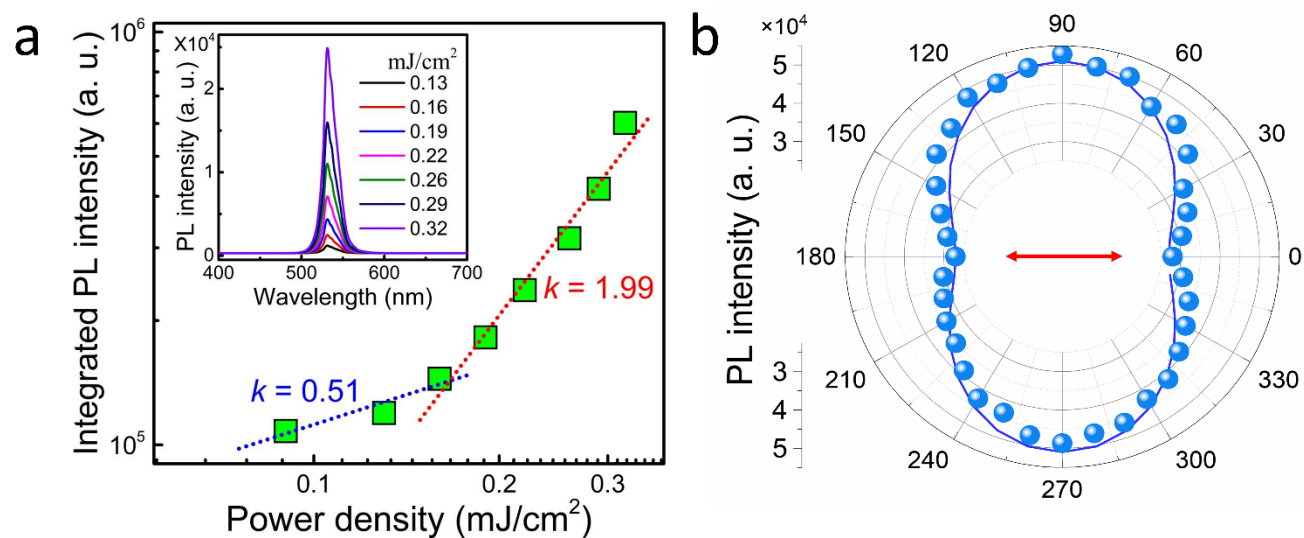 a
Integrated PL intensity (a. u.)
10⁶
10⁵
X10⁴
PL intensity (a. u.)
2
1
0
400 500 600 700
Wavelength (nm)
mJ/cm²
0.13
0.16
0.19
0.22
0.26
0.29
0.32
k = 1.99
k = 0.51
0.1 0.2 0.3
Power density (mJ/cm²)
b
×10⁴
5
4
3
PL intensity (a. u.)
3
4
5
90
120 60
150 30
180 0
210 330
240 300
270